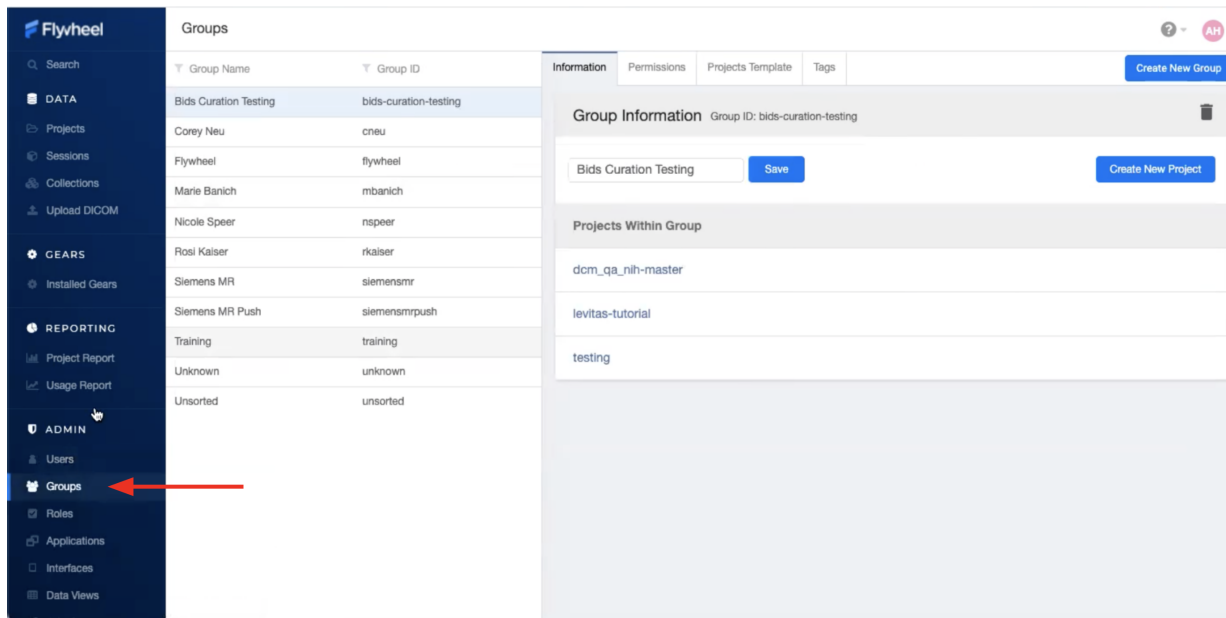 Flywheel
Search
DATA
Projects
Sessions
Collections
Upload DICOM
GEARS
Installed Gears
REPORTING
Project Report
Usage Report
ADMIN
Users
Groups
Roles
Applications
Interfaces
Data Views
Groups
? AH
Group Name Group ID
Bids Curation Testing bids-curation-testing
Corey Neu cneu
Flywheel flywheel
Marie Banich mbanich
Nicole Speer nspeer
Rosi Kaiser rkaiser
Siemens MR siemensmr
Siemens MR Push siemensmrpush
Training training
Unknown unknown
Unsorted unsorted
Information Permissions Projects Template Tags Create New Group
Group Information Group ID: bids-curation-testing
Bids Curation Testing Save Create New Project
Projects Within Group
dcm_qa_nih-master
levitas-tutorial
testing